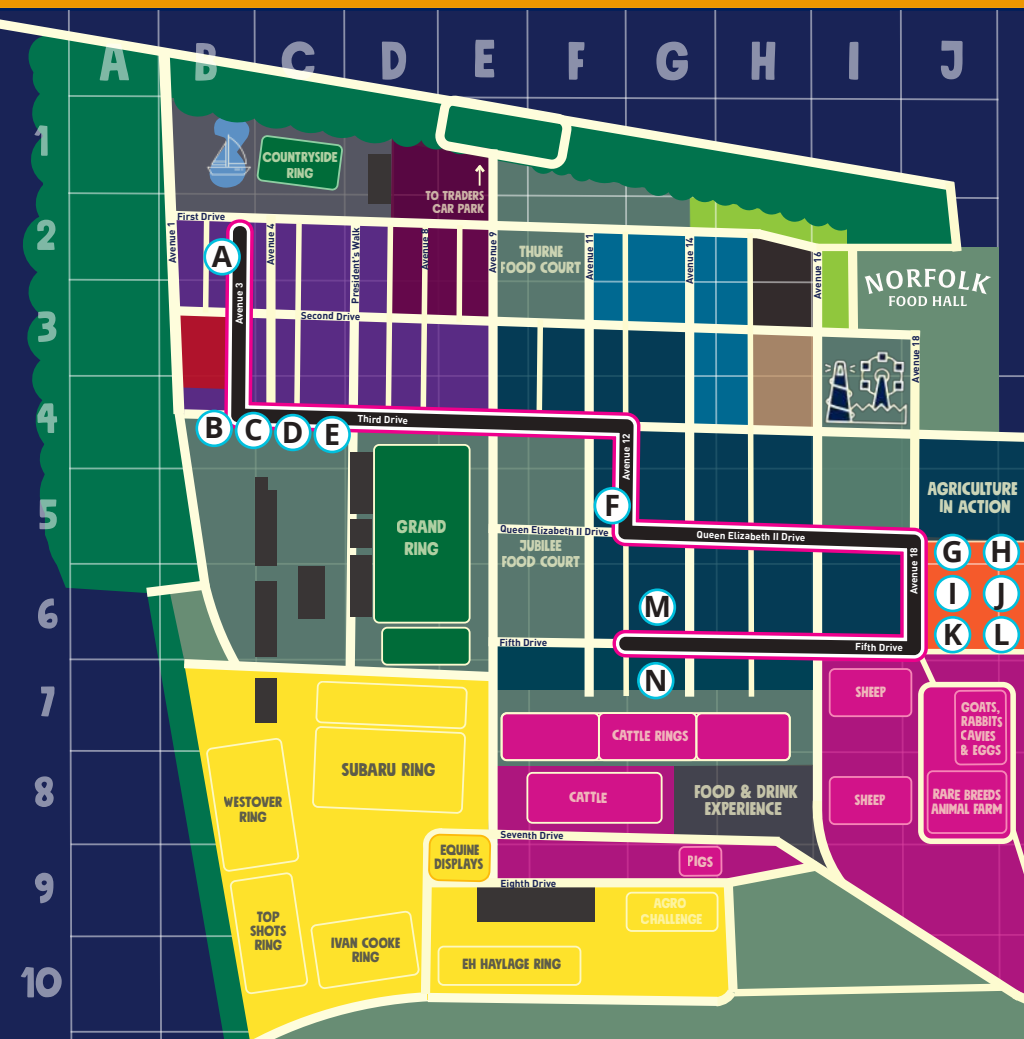 A
B
C
D
E
F
G
H
I
J
1
COUNTRYSIDE
RING
TO TRADERS
CAR PARK
First Drive
2
Avenue 1
Avenue 4
President's Walk
Avenue 8
Avenue 9
THURNE
FOOD COURT
Avenue 11
Avenue 14
Avenue 16
NORFOLK
FOOD HALL
A
Avenue 3
Second Drive
3
Avenue 18
4
Third Drive
B
C
D
E
Avenue 12
5
GRAND
RING
F
AGRICULTURE
IN ACTION
Queen Elizabeth II Drive
Queen Elizabeth II Drive
JUBILEE
FOOD COURT
Avenue 18
G
H
I
J
6
M
K
L
Fifth Drive
Fifth Drive
N
7
SHEEP
GOATS,
RABBITS
CAVIES
& EGGS
CATTLE RINGS
8
SUBARU RING
WESTOVER
RING
CATTLE
FOOD & DRINK
EXPERIENCE
SHEEP
RARE BREEDS
ANIMAL FARM
Seventh Drive
EQUINE
DISPLAYS
PIGS
9
Eighth Drive
TOP
SHOTS
RING
AGRO
CHALLENGE
IVAN COOKE
RING
EH HAYLAGE RING
10